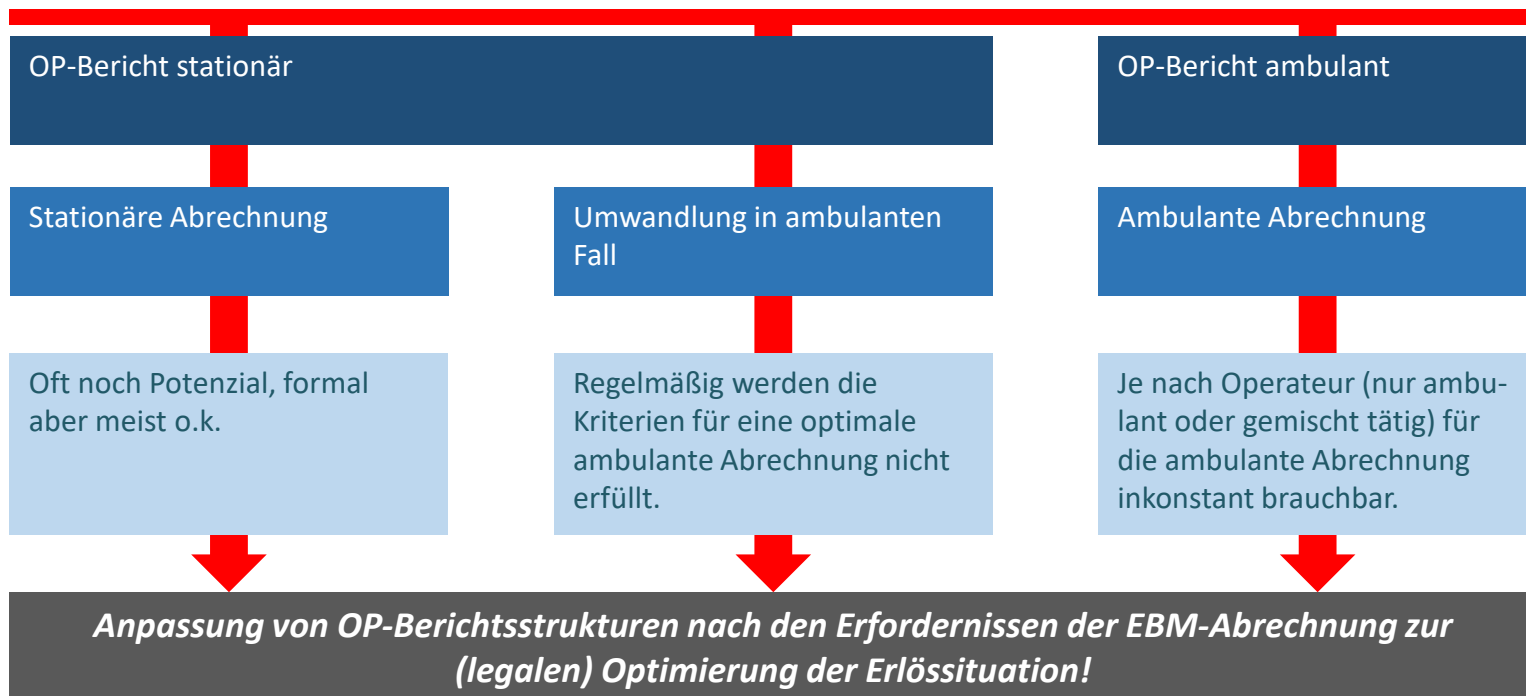 OP-Bericht stationär
OP-Bericht ambulant
Stationäre Abrechnung
Umwandlung in ambulanten
Fall
Ambulante Abrechnung
Oft noch Potenzial, formal
aber meist o.k.
Regelmäßig werden die
Kriterien für eine optimale
ambulante Abrechnung nicht
erfüllt.
Je nach Operateur (nur ambu-
lant oder gemischt tätig) für
die ambulante Abrechnung
inkonstant brauchbar.
Anpassung von OP-Berichtsstrukturen nach den Erfordernissen der EBM-Abrechnung zur
(legalen) Optimierung der Erlössituation!